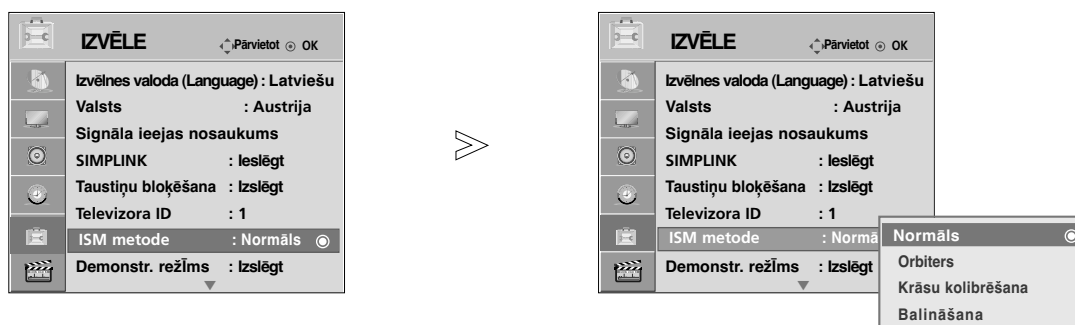 IZVĒLE Pārvietot OK
Izvēlnes valoda (Language) : Latviešu
Valsts : Austrija
Signāla ieejas nosaukums
SIMPLINK : Ieslēgt
Taustiņu bloķēšana : Izslēgt
Televizora ID : 1
ISM metode : Normāls
Demonstr. režĪms : Izslēgt
IZVĒLE Pārvietot OK
Izvēlnes valoda (Language) : Latviešu
Valsts : Austrija
Signāla ieejas nosaukums
SIMPLINK : Ieslēgt
Taustiņu bloķēšana : Izslēgt
Televizora ID : 1
ISM metode : Normā
Demonstr. režĪms : Izslēgt
Normāls
Orbiters
Krāsu kolibrēšana
Balināšana